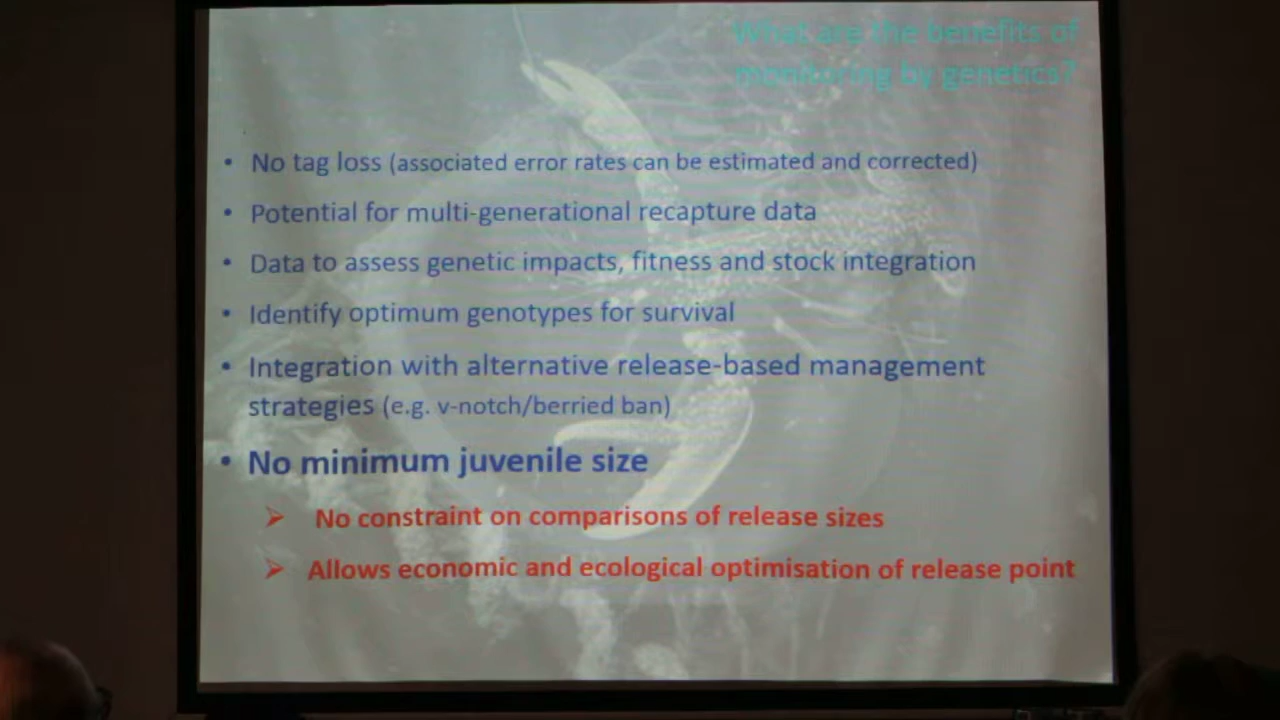 What are the benefits of
monitoring by genetics?
• No tag loss (associated error rates can be estimated and corrected)
• Potential for multi-generational recapture data
• Data to assess genetic impacts, fitness and stock integration
• Identify optimum genotypes for survival
• Integration with alternative release-based management
strategies (e.g. v-notch/berried ban)
• No minimum juvenile size
➢ No constraint on comparisons of release sizes
➢ Allows economic and ecological optimisation of release point